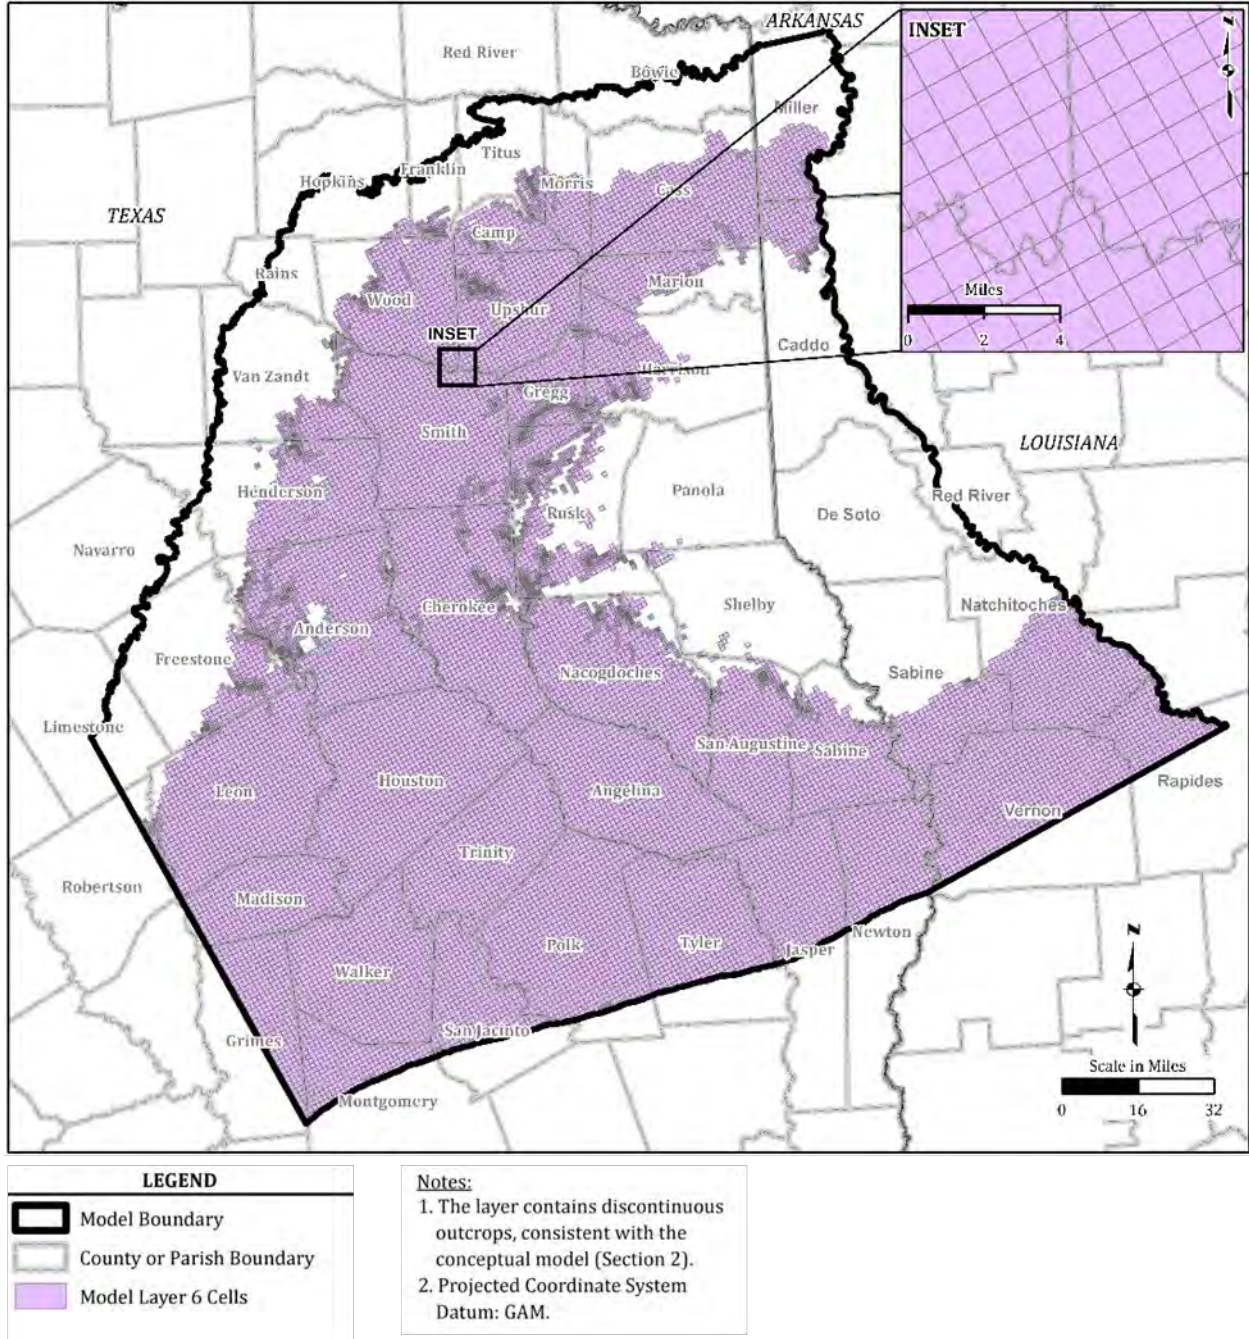 ARKANSAS
INSET
Z
Red River
Bowie
Miller
Titus
Franklin
Hopkins
Morris
Cass
TEXAS
Camp
Rains
Marion
Miles
Wood
Upshur
0 2 4
INSET
Caddo
Van Zandt
Harrison
Gregg
Smith
LOUISIANA
Henderson
Panola
Red River
Rusk
De Soto
Navarro
Cherokee
Shelby
Natchitoches
Anderson
Freestone
Nacogdoches
Sabine
Limestone
San Augustine
Sabine
Leon
Houston
Angelina
Rapides
Vernon
Trinity
Robertson
Madison
Polk
Tyler
Newton
Z
Jasper
Walker
San Jacinto
Grimes
Scale in Miles
Montgomery
0 16 32
LEGEND
Model Boundary
County or Parish Boundary
Model Layer 6 Cells
Notes:
1. The layer contains discontinuous
outcrops, consistent with the
conceptual model (Section 2).
2. Projected Coordinate System
Datum: GAM.